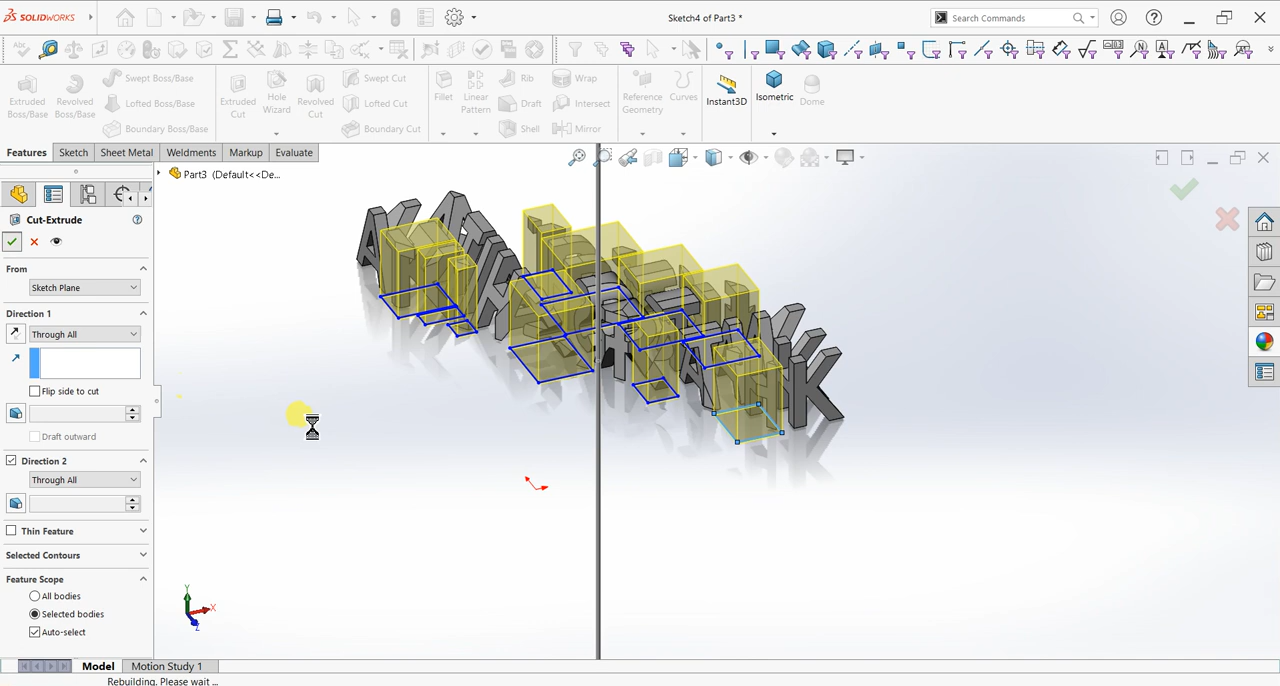 SOLIDWORKS
Sketch4 of Part3 *
Search Commands
Extruded Boss/Base
Revolved Boss/Base
Swept Boss/Base
Lofted Boss/Base
Boundary Boss/Base
Extruded Cut
Hole Wizard
Revolved Cut
Swept Cut
Lofted Cut
Boundary Cut
Fillet
Linear Pattern
Rib
Draft
Shell
Wrap
Intersect
Mirror
Reference Geometry
Curves
Instant3D
Isometric
Dome
Features
Sketch
Sheet Metal
Weldments
Markup
Evaluate
Part3 (Default<<De...
Cut-Extrude
From
Sketch Plane
Direction 1
Through All
Flip side to cut
Draft outward
Direction 2
Through All
Thin Feature
Selected Contours
Feature Scope
All bodies
Selected bodies
Auto-select
Y
X
Z
Model
Motion Study 1
Rebuilding. Please wait ...